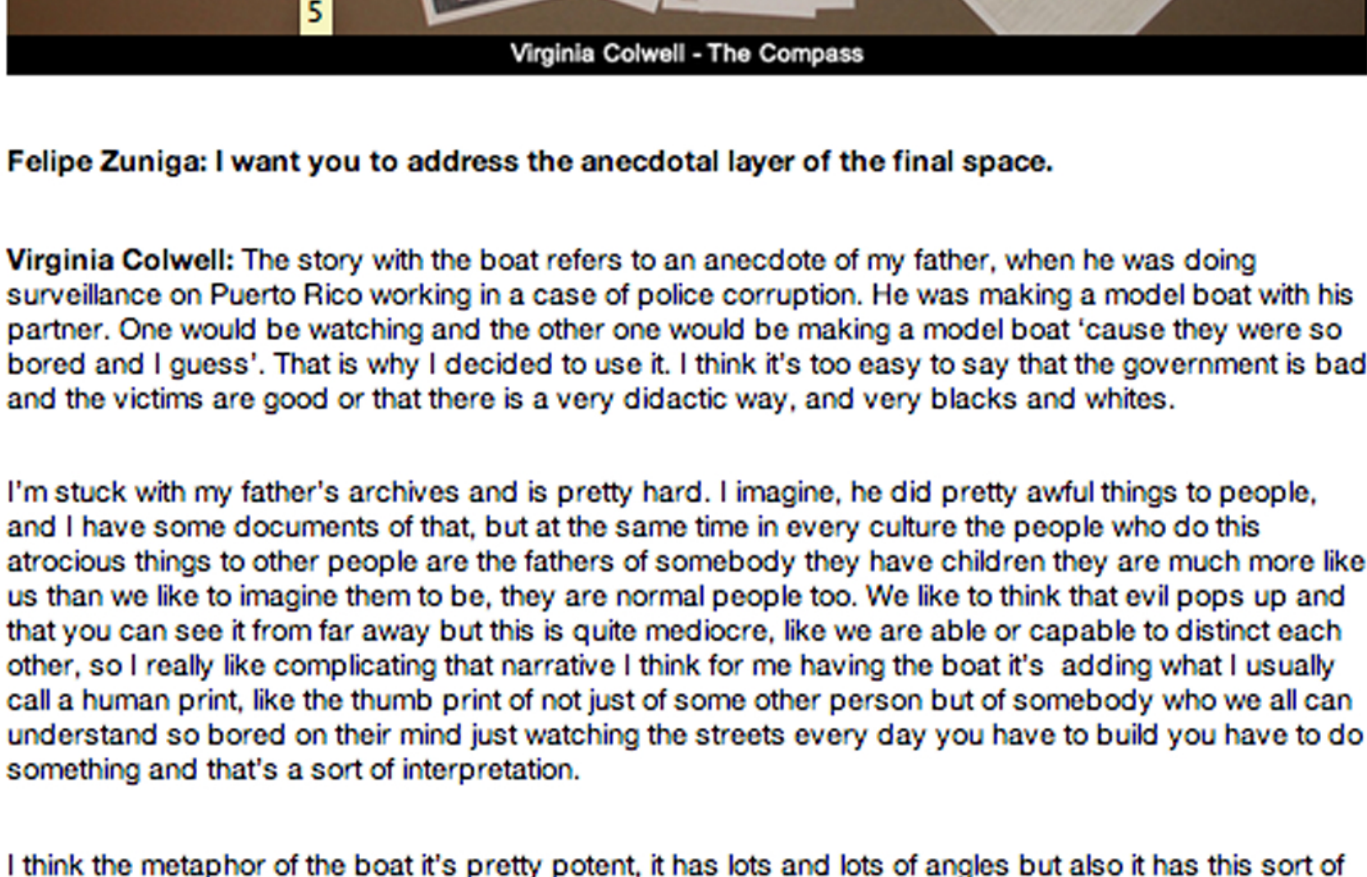 5
Virginia Colwell - The Compass
Felipe Zuniga: I want you to address the anecdotal layer of the final space.
Virginia Colwell: The story with the boat refers to an anecdote of my father, when he was doing
surveillance on Puerto Rico working in a case of police corruption. He was making a model boat with his
partner. One would be watching and the other one would be making a model boat ‘cause they were so
bored and I guess’. That is why I decided to use it. I think it's too easy to say that the government is bad
and the victims are good or that there is a very didactic way, and very blacks and whites.
I'm stuck with my father's archives and is pretty hard. I imagine, he did pretty awful things to people,
and I have some documents of that, but at the same time in every culture the people who do this
atrocious things to other people are the fathers of somebody they have children they are much more like
us than we like to imagine them to be, they are normal people too. We like to think that evil pops up and
that you can see it from far away but this is quite mediocre, like we are able or capable to distinct each
other, so I really like complicating that narrative I think for me having the boat it's  adding what I usually
call a human print, like the thumb print of not just of some other person but of somebody who we all can
understand so bored on their mind just watching the streets every day you have to build you have to do
something and that's a sort of interpretation.
I think the metaphor of the boat it's pretty potent, it has lots and lots of angles but also it has this sort of